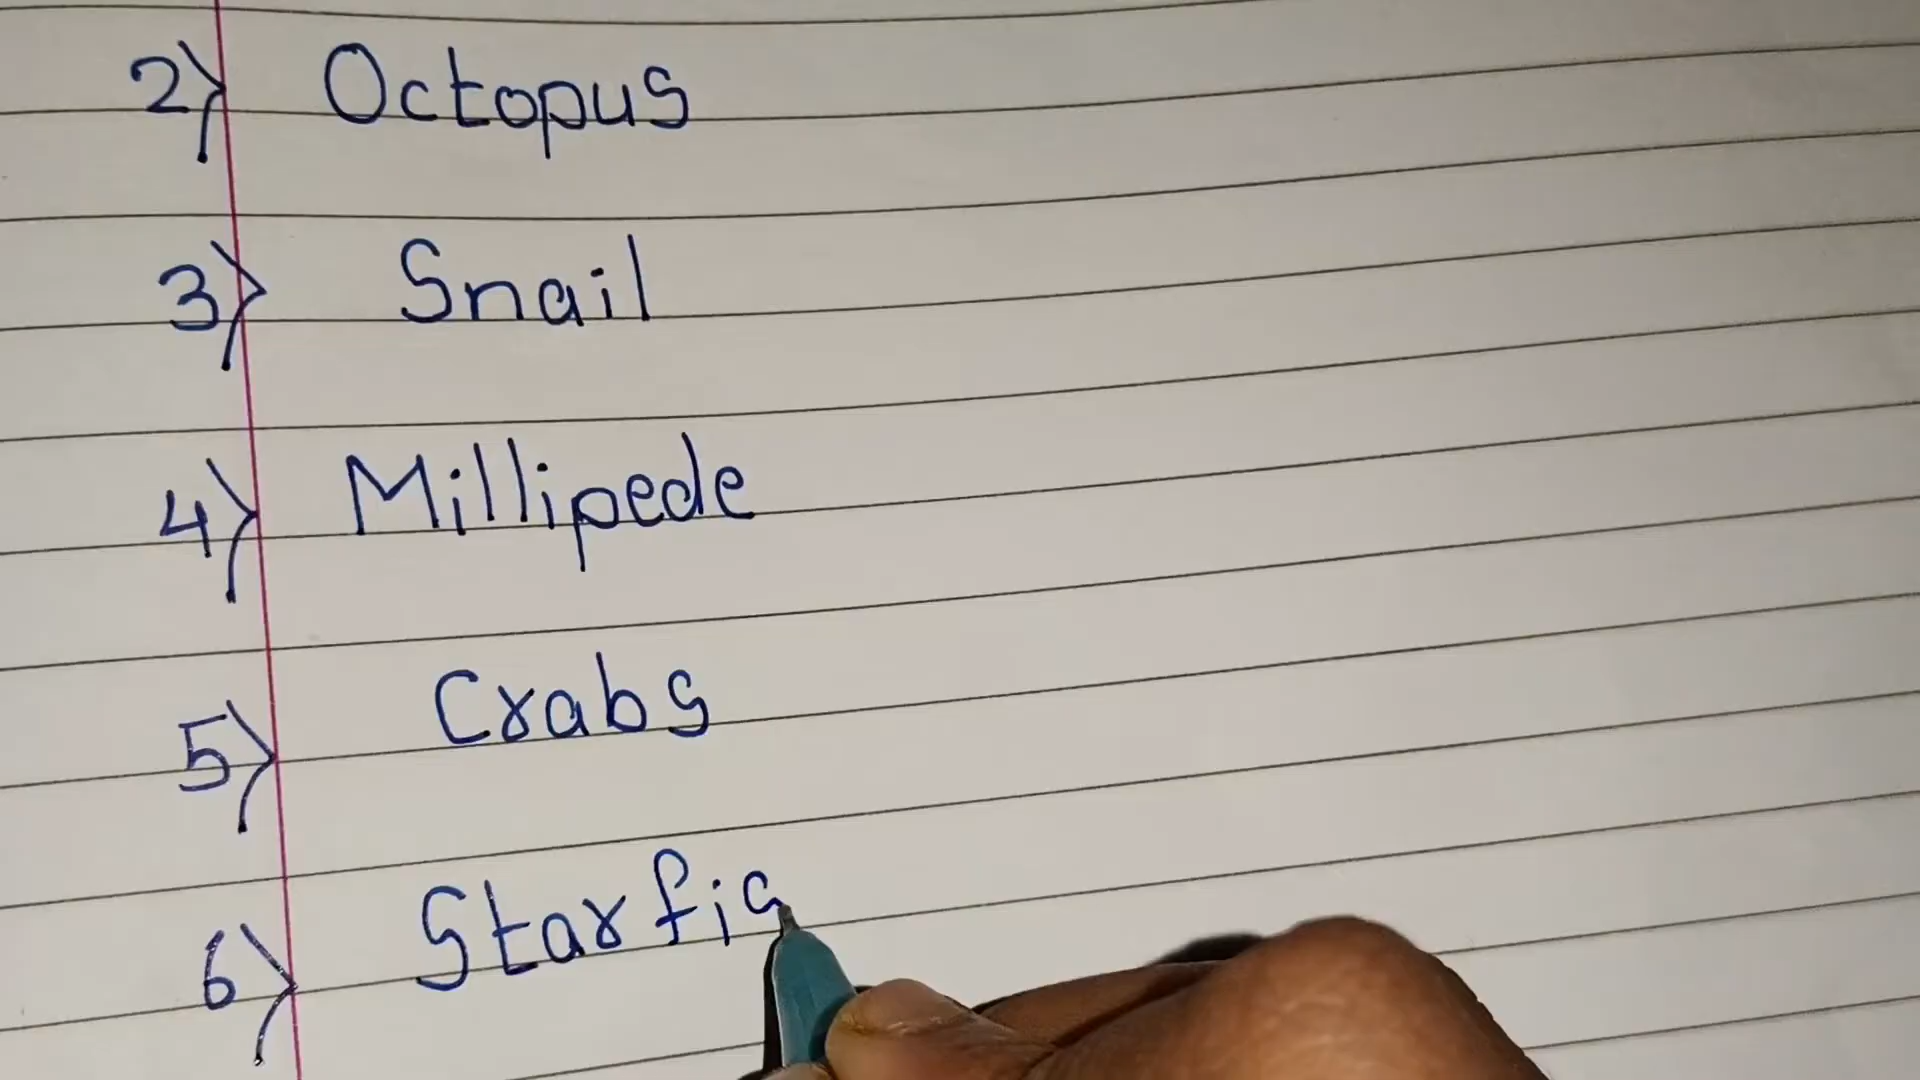 2) Octopus
3) Snail
4) Millipede
5) Crabs
6) Starfis